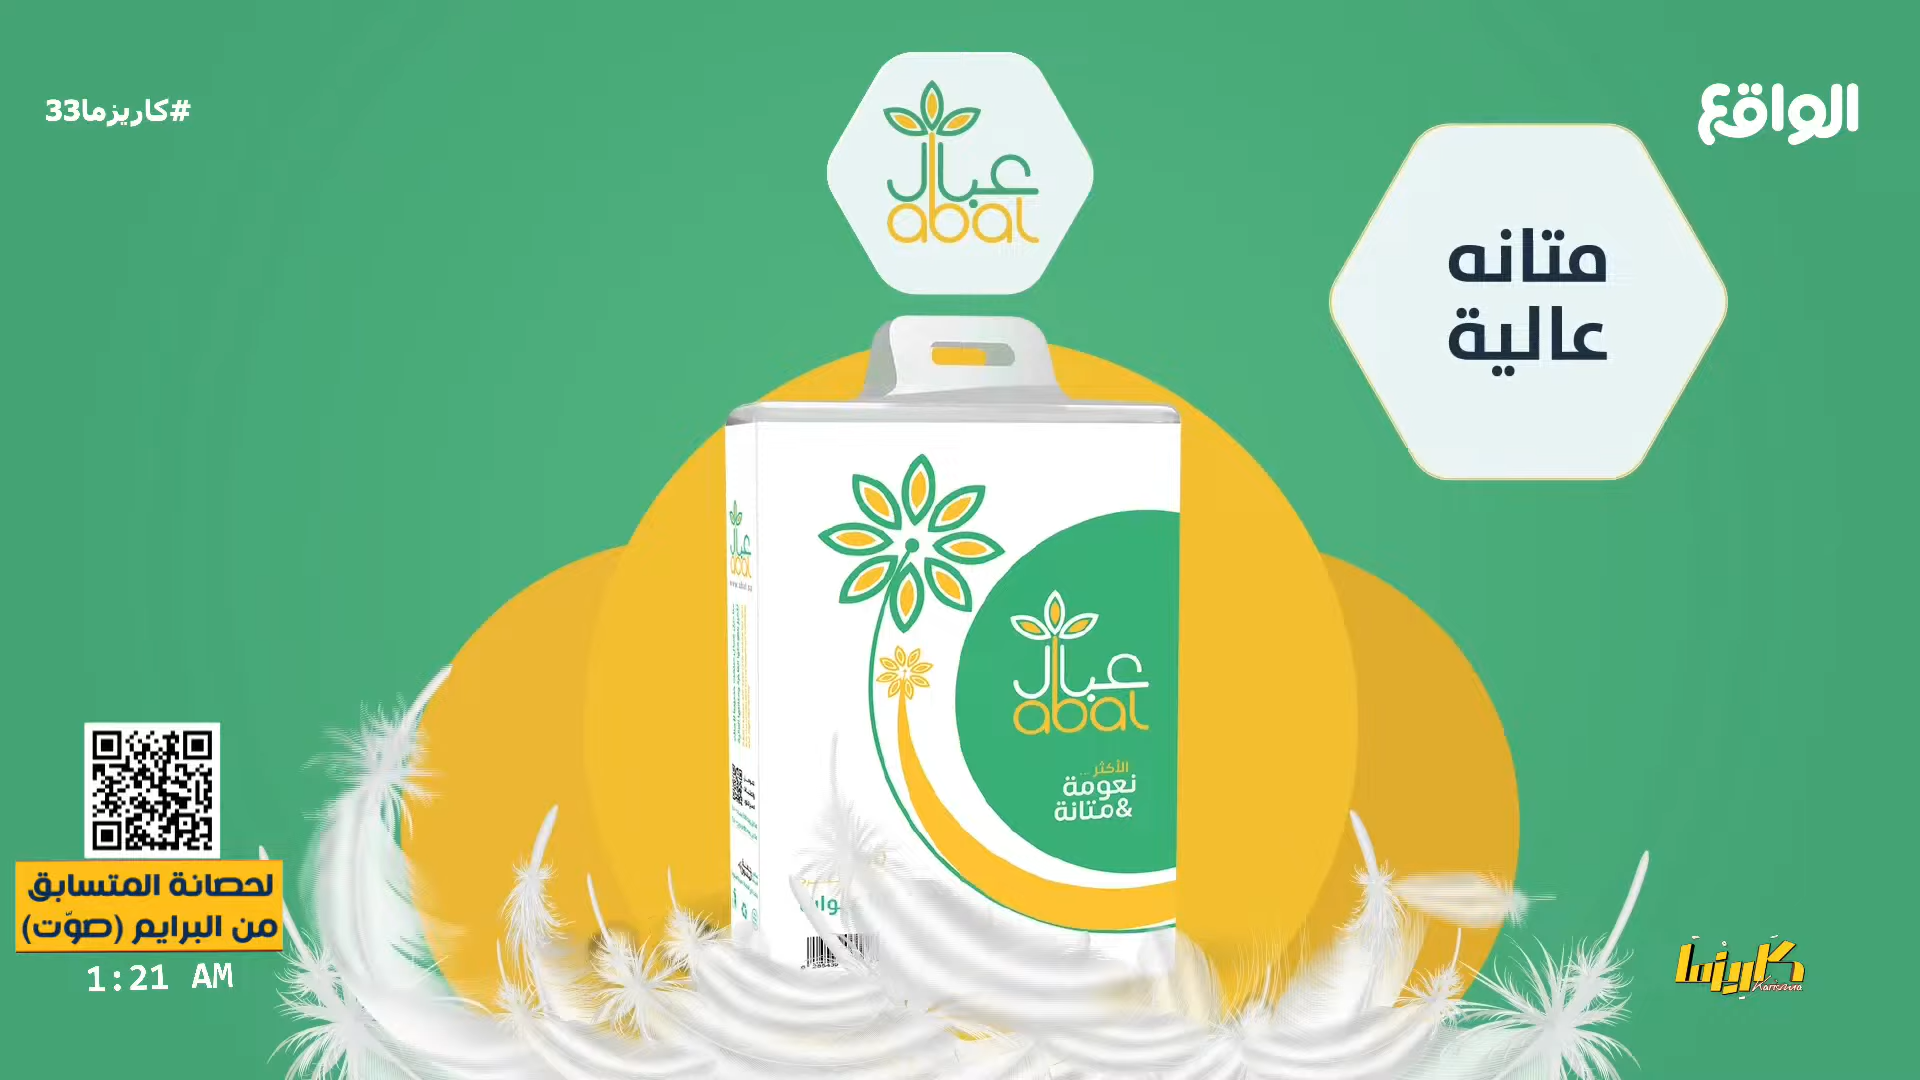 #كاريزما33
الواقع
عبال
abal
متانه
عالية
عبال
abal
عبال
abal
الأكثر...
نعومة
&متانة
لحصانة المتسابق
من البرايم (صوّت)
1:21 AM
كاريزما
Karisma